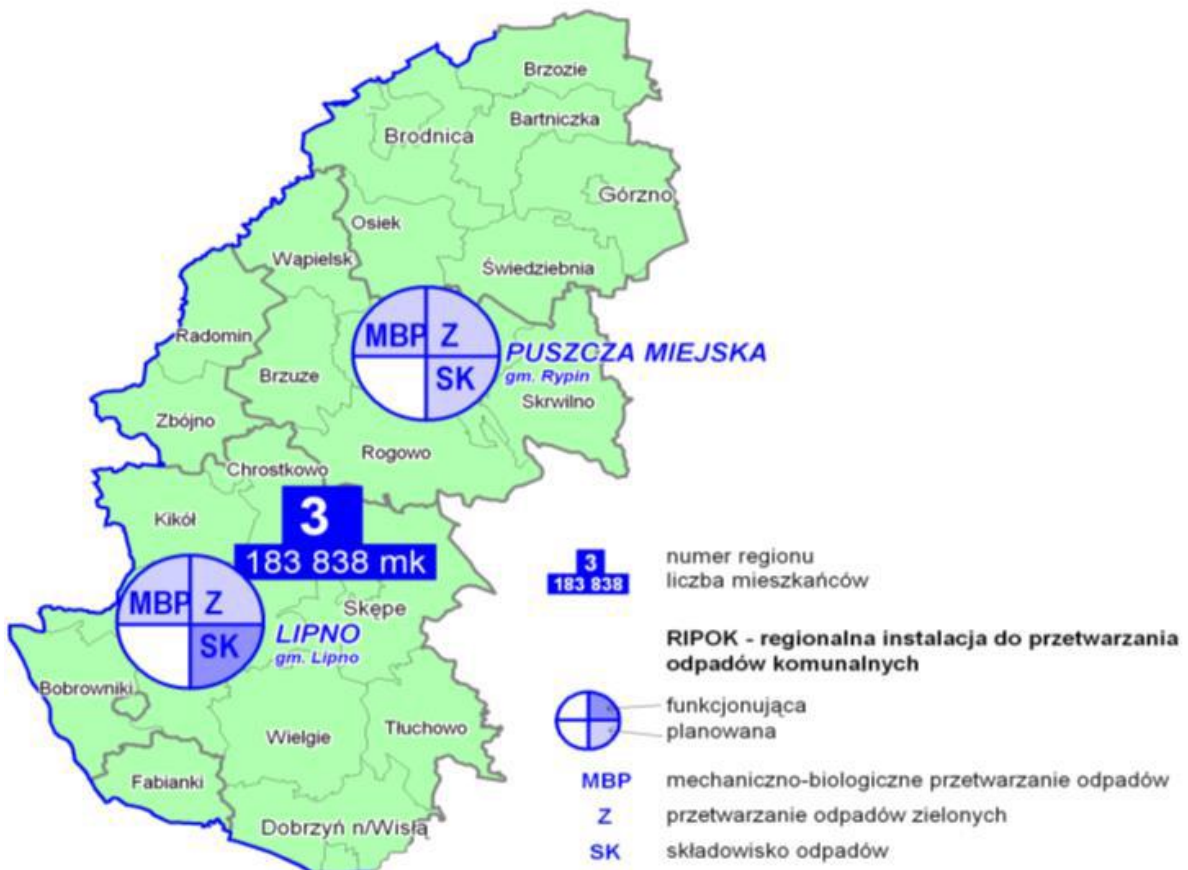 Brzozie
Bartniczka
Brodnica
Górzno
Osiek
Wąpielsk
Świedziebnia
Radomin
MBP Z
SK
PUSZCZA MIEJSKA
gm. Rypin
Brzuze
Skrwilno
Zbójno
Rogowo
Chrostkowo
Kikół
3
183 838 mk
MBP Z
SK
Skępe
LIPNO
gm. Lipno
Bobrowniki
Wielgie
Tłuchowo
Fabianki
Dobrzyń n/Wisłą
3
183 838
numer regionu
liczba mieszkańców
RIPOK - regionalna instalacja do przetwarzania
odpadów komunalnych
funkcjonująca
planowana
MBP mechaniczno-biologiczne przetwarzanie odpadów
Z przetwarzanie odpadów zielonych
SK składowisko odpadów